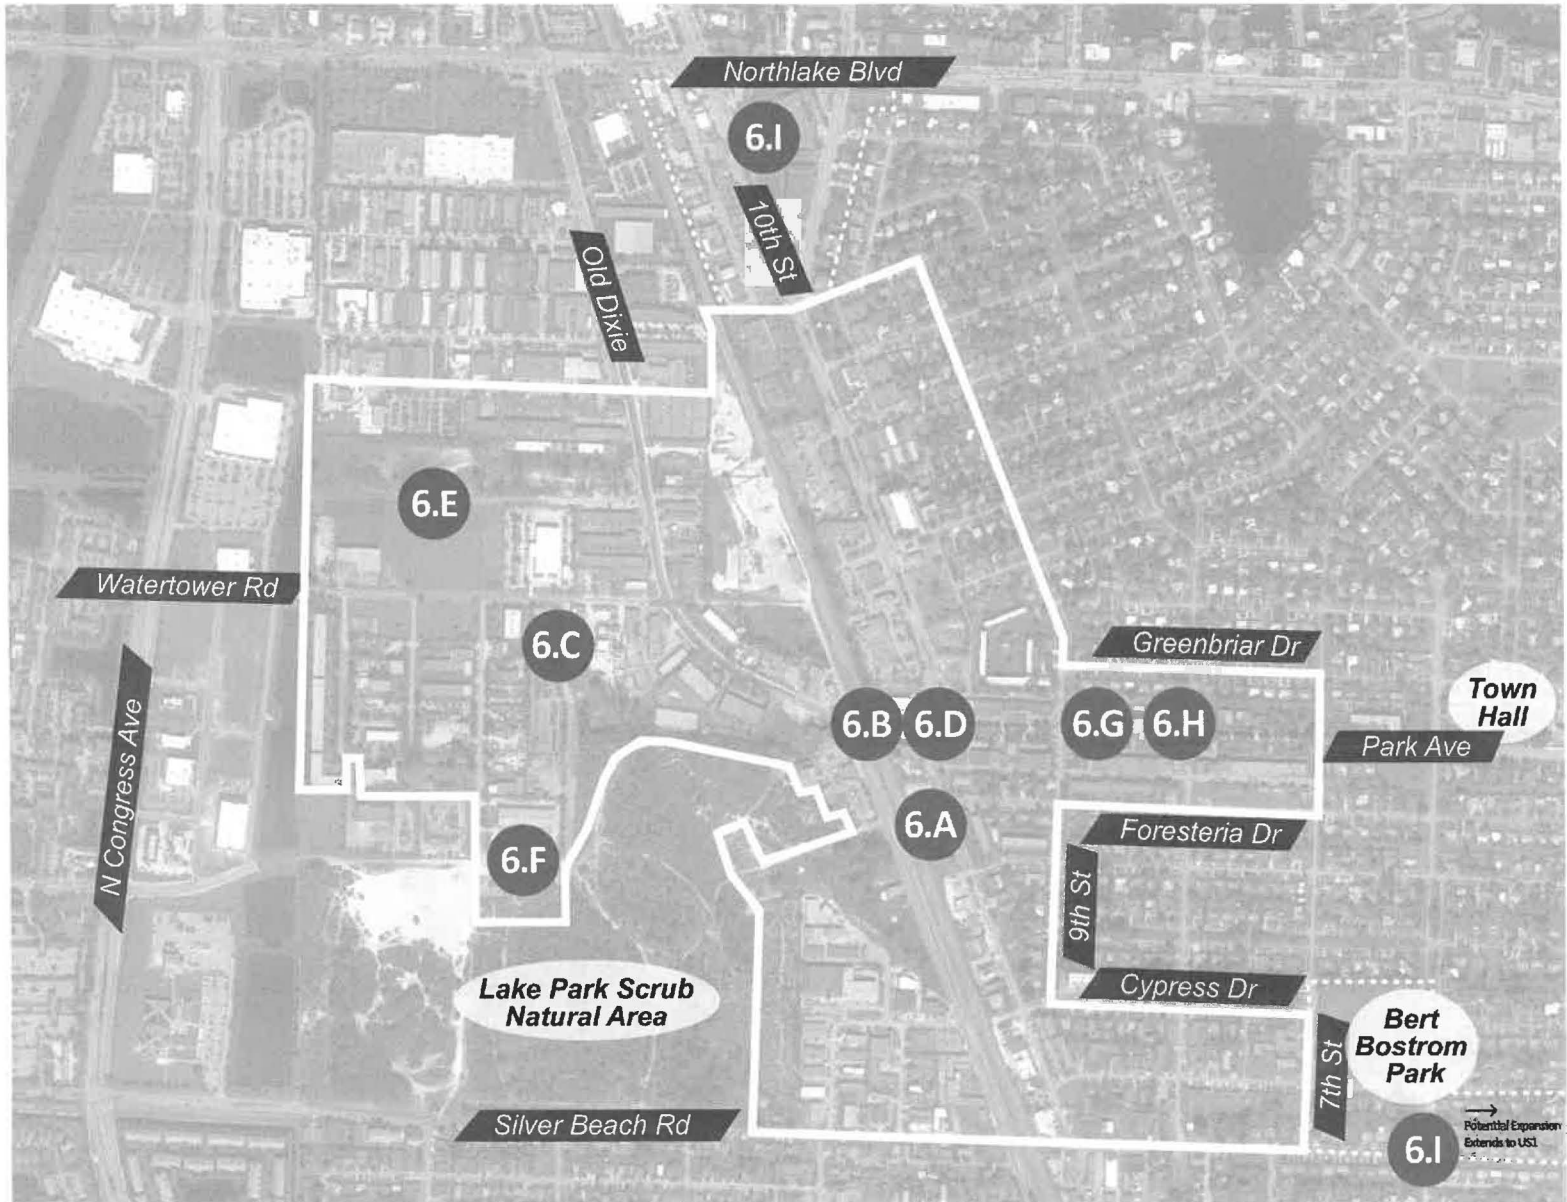 Northlake Blvd
6.I
10th St
Old Dixie
6.E
Watertower Rd
6.C
Greenbriar Dr
Town
Hall
6.B
6.D
6.G
6.H
Park Ave
N Congress Ave
6.A
Foresteria Dr
6.F
9th St
Lake Park Scrub
Natural Area
Cypress Dr
Bert
Bostrom
Park
7th St
Silver Beach Rd
6.I
Potential Expansion
Extends to US1